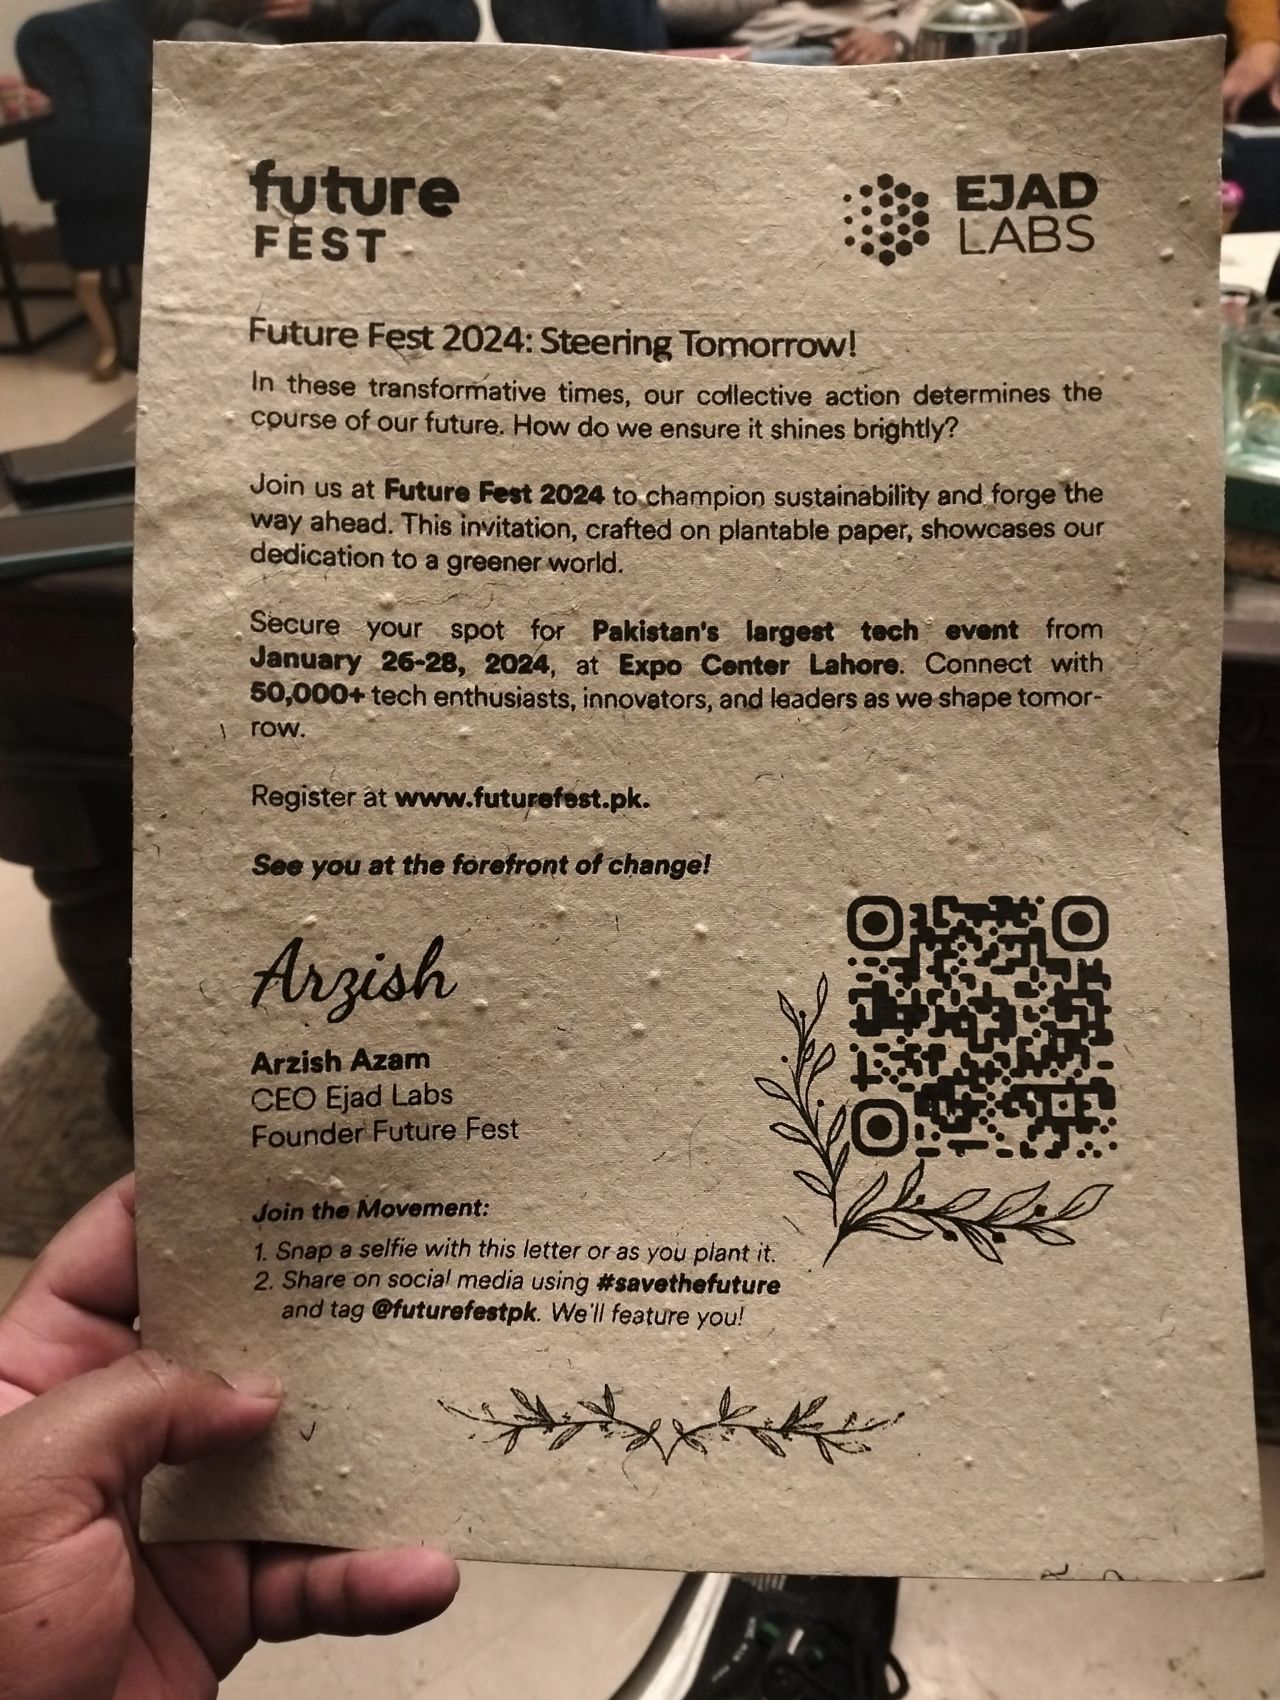 future
FEST
EJAD
LABS
Future Fest 2024: Steering Tomorrow!
In these transformative times, our collective action determines the
course of our future. How do we ensure it shines brightly?
Join us at Future Fest 2024 to champion sustainability and forge the
way ahead. This invitation, crafted on plantable paper, showcases our
dedication to a greener world.
Secure your spot for Pakistan's largest tech event from
January 26-28, 2024, at Expo Center Lahore. Connect with
50,000+ tech enthusiasts, innovators, and leaders as we shape tomor-
row.
Register at www.futurefest.pk.
See you at the forefront of change!
Arzish
Arzish Azam
CEO Ejad Labs
Founder Future Fest
Join the Movement:
1. Snap a selfie with this letter or as you plant it.
2. Share on social media using #savethefuture
and tag @futurefestpk. We'll feature you!